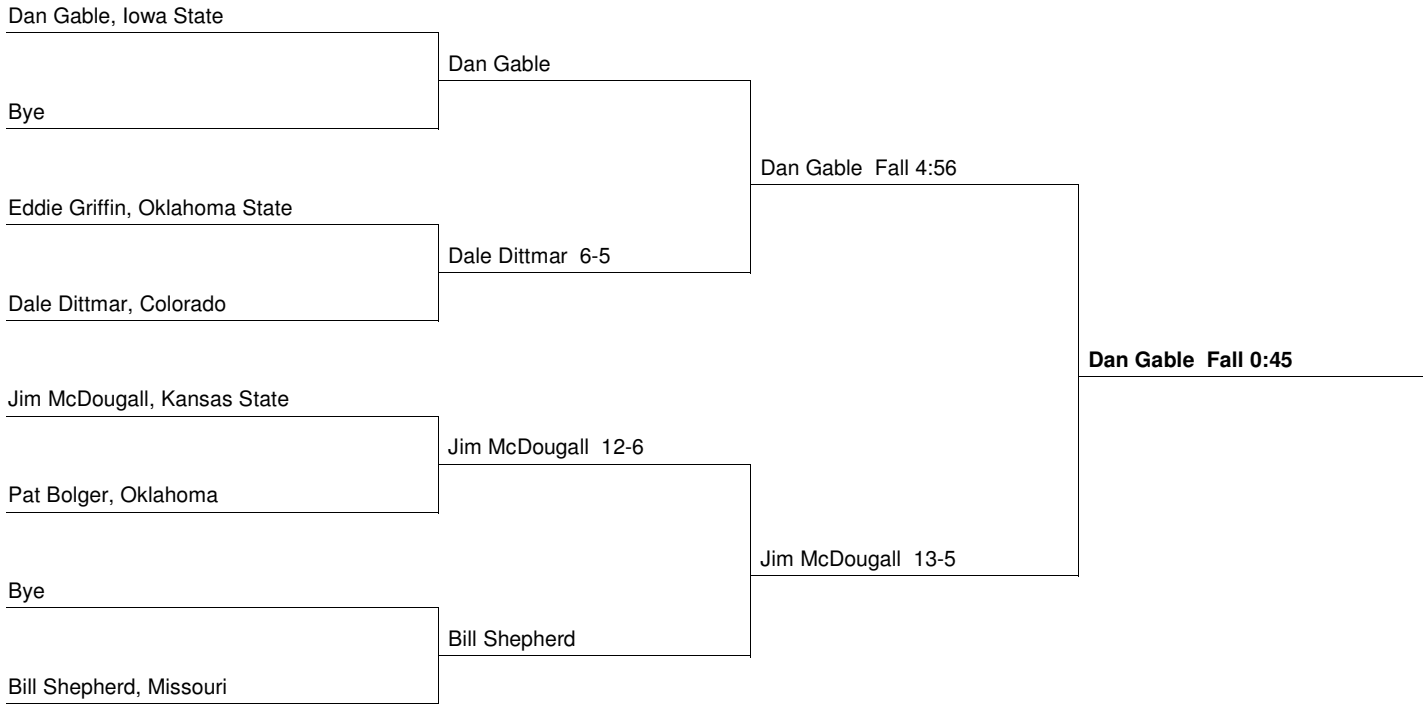 Dan Gable, Iowa State
Dan Gable
Bye
Dan Gable  Fall 4:56
Eddie Griffin, Oklahoma State
Dale Dittmar  6-5
Dale Dittmar, Colorado
Dan Gable  Fall 0:45
Jim McDougall, Kansas State
Jim McDougall  12-6
Pat Bolger, Oklahoma
Jim McDougall  13-5
Bye
Bill Shepherd
Bill Shepherd, Missouri